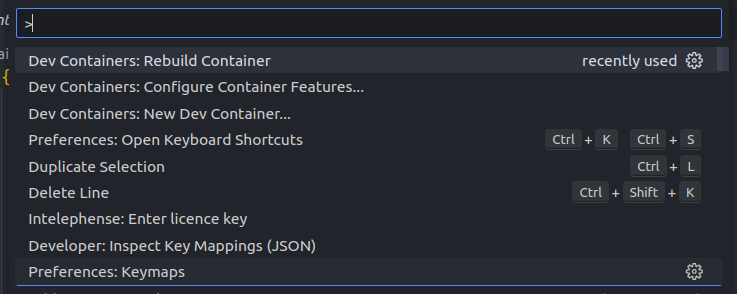 nt
>
ai
{
Dev Containers: Rebuild Container recently used
Dev Containers: Configure Container Features...
Dev Containers: New Dev Container...
Preferences: Open Keyboard Shortcuts Ctrl + K Ctrl + S
Duplicate Selection Ctrl + L
Delete Line Ctrl + Shift + K
Intelephense: Enter licence key
Developer: Inspect Key Mappings (JSON)
Preferences: Keymaps